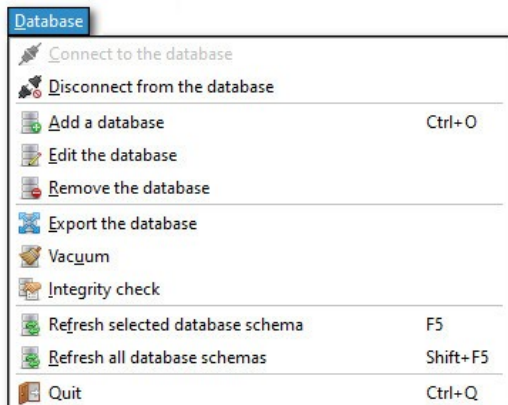 Database
Connect to the database
Disconnect from the database
Add a database Ctrl+O
Edit the database
Remove the database
Export the database
Vacuum
Integrity check
Refresh selected database schema F5
Refresh all database schemas Shift+F5
Quit Ctrl+Q